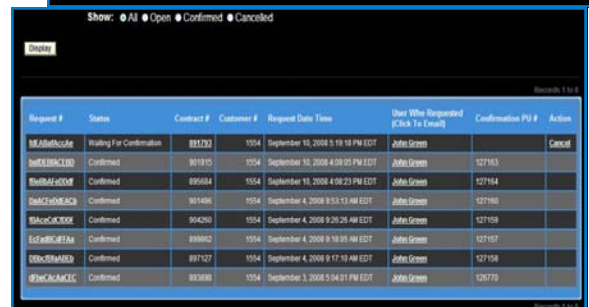 Show: All Open Confirmed Cancelled
Display
Records 1 to 8
Request # Status Contract # Customer # Request Date Time User Who Requested (Click To Email) Confirmation PU # Action
Waiting For Confirmation 891793 1554 September 10, 2008 5:19:18 PM EDT John Green Cancel
Confirmed 901915 1554 September 10, 2008 4:09:05 PM EDT John Green 127163
Confirmed 895684 1554 September 10, 2008 4:08:23 PM EDT John Green 127164
Confirmed 901496 1554 September 4, 2008 9:53:13 AM EDT John Green 127160
Confirmed 904260 1554 September 4, 2008 9:26:26 AM EDT John Green 127159
Confirmed 1554 September 4, 2008 9:18:05 AM EDT John Green 127157
Confirmed 897127 1554 September 4, 2008 9:17:10 AM EDT John Green 127158
Confirmed 893898 1554 September 3, 2008 5:04:01 PM EDT John Green 126770
Records 1 to 8